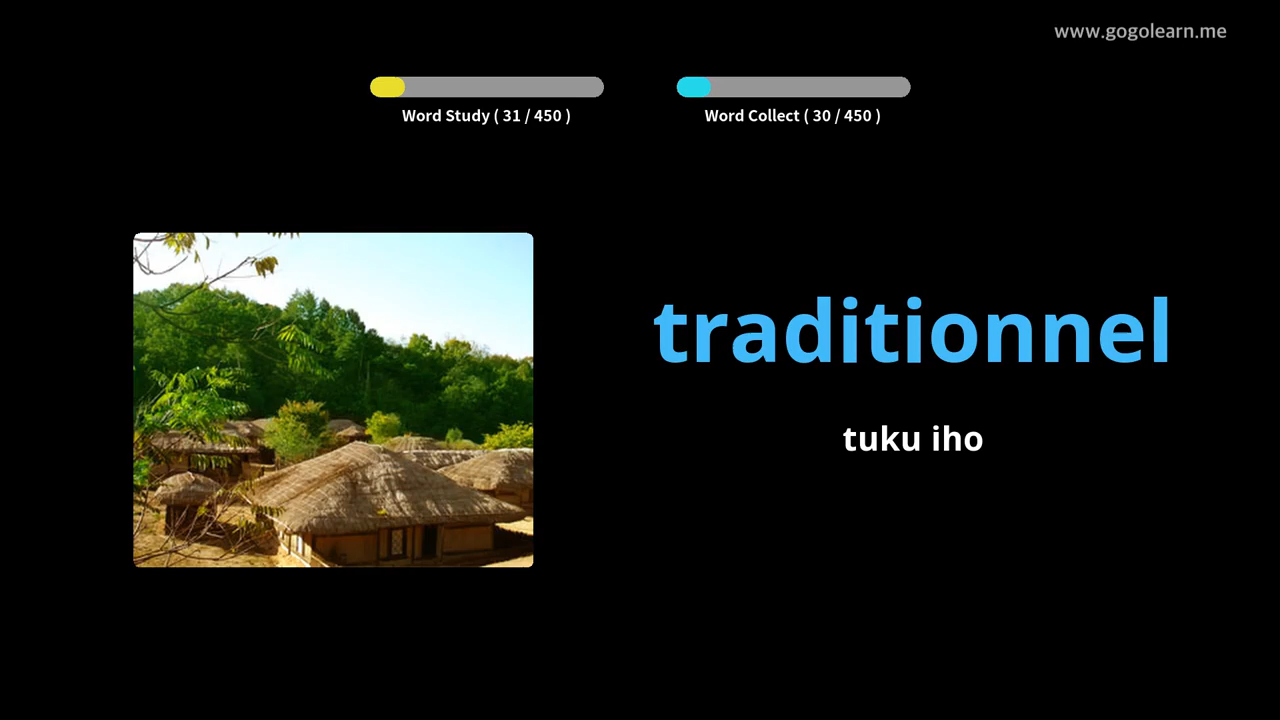 www.gogolearn.me
Word Study ( 31 / 450 )
Word Collect ( 30 / 450 )
traditionnel
tuku iho